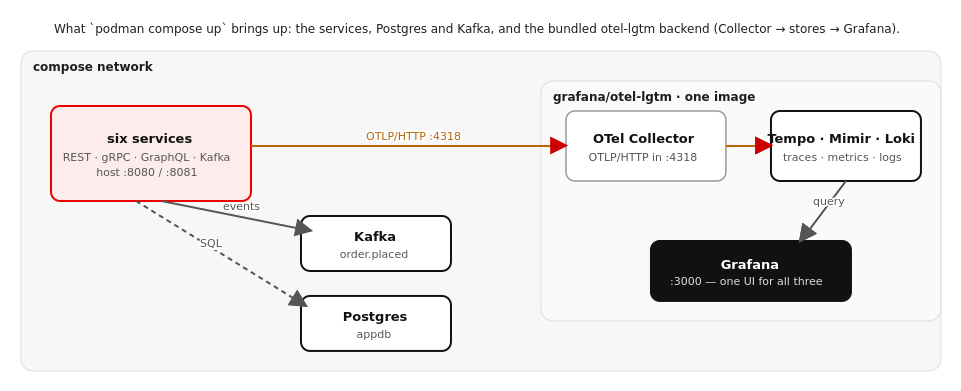 What `podman compose up` brings up: the services, Postgres and Kafka, and the bundled otel-lgtm backend (Collector → stores → Grafana).
compose network
grafana/otel-lgtm · one image
six services
REST · gRPC · GraphQL · Kafka
host :8080 / :8081
OTLP/HTTP :4318
OTel Collector
OTLP/HTTP in :4318
Tempo · Mimir · Loki
traces · metrics · logs
events
query
SQL
Kafka
order.placed
Grafana
:3000 — one UI for all three
Postgres
appdb